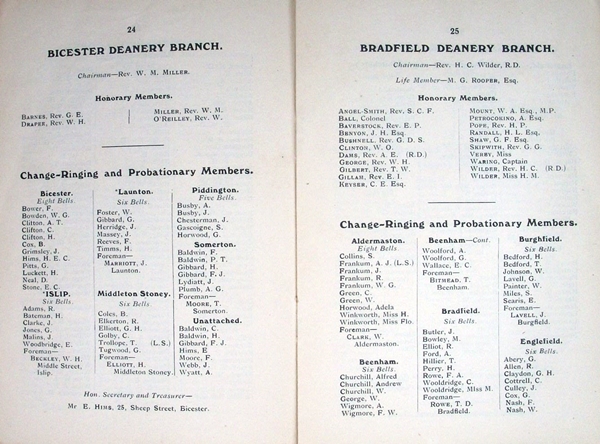 24
BICESTER DEANERY BRANCH.
Chairman—Rev. W. M. Miller.
Honorary Members.
Barnes, Rev. G. E.
Draper, Rev. W. H.
Miller, Rev. W. M.
O'Reilley, Rev. W.
Change-Ringing and Probationary Members.
Bicester.
Eight Bells.
Bower, F.
Bowden, W. G.
Clifton, A. T.
Clifton, C.
Clifton, H.
Cox, B.
Grimsley, J.
Hims, H. E. C.
Pitts, G.
Luckett, H.
Neal, D.
Stone, E. C.
*ISLIP.
Six Bells.
Adams, R.
Bateman, H.
Clarke, J.
Jones, G.
Malins, J.
Woodbridge, E.
Foreman—
Beckley, W. H.
Middle Street,
Islip.
*Launton.
Six Bells.
Foster, W.
Gibbard, G.
Herridge, J.
Massey, J.
Reeves, F.
Timms, H.
Foreman—
Marriott, J.
Launton.
Middleton Stoney.
Six Bells.
Coles, B.
Elkerton, R.
Elliott, G. H.
Golby, C.
Trollope, T. (L.S.)
Tugwood, G.
Foreman—
Elliott, H.
Middleton Stoney.
Piddington.
Five Bells.
Busby, A.
Busby, J.
Chesterman, J.
Gascoigne, S.
Horwood, G.
Somerton.
Baldwin, F.
Baldwin, P. T.
Gibbard, H.
Gibbard, F. J.
Lydiatt, J.
Plumb, A. G.
Foreman—
Moore, T.
Somerton.
Unattached.
Baldwin, C.
Baldwin, H.
Gibbard, F. J.
Hims, E
Moore, F.
Webb, J.
Wyatt, A.
Hon. Secretary and Treasurer—
Mr E. Hims, 25, Sheep Street, Bicester.
25
BRADFIELD DEANERY BRANCH.
Chairman—Rev. H. C. Wilder, R.D.
Life Member—M. G. Rooper, Esq.
Honorary Members.
Angel-Smith, Rev. S. C. F.
Ball, Colonel
Baverstock, Rev. E. P.
Benyon, J. H. Esq.
Bushnell, Rev. G. D. S.
Clinton, W. O.
Dams, Rev. A. E. (R.D.)
George, Rev. W. H.
Gilbert, Rev. T. W.
Gillah, Rev. E. I.
Keyser, C. E. Esq.
Mount, W. A. Esq., M.P.
Petrocokino, A. Esq.
Pope, Rev. H. P.
Randall, H. L. Esq.
Shaw, G. F. Esq.
Skipwith, Rev. G. G.
Verry, Miss
Waring, Captain
Wilder, Rev. H. C. (R.D.)
Wilder, H. M.
Change-Ringing and Probationary Members.
Aldermaston.
Eight Bells.
Collins, S.
Frankum, A. J. (L.S.)
Frankum, J.
Frankum, R.
Frankum, W. G.
Green, C.
Green, W.
Horwood, Adela
Winkworth, Miss H.
Winkworth, Miss Flo.
Foreman—
Clark, W.
Aldermaston.
Beenham.
Six Bells.
Churchill, Alfred
Churchill, Andrew
Churchill, W.
George, W.
Wigmore, A.
Wigmore, F. W.
Beenham—Cont.
Woolford, A.
Woolford, G.
Wallace, E. C.
Foreman—
Bithead. T.
Beenham.
Bradfield.
Six Bells.
Butler, J.
Bowley, M.
Elliot, R.
Ford, A.
Hillier, T.
Perry, H.
Rowe, F. A.
Wooldridge, C.
Wooldridge, Miss M.
Foreman—
Rowe, T. D.
Bradfield.
Burghfield.
Six Bells.
Bedford, H.
Bedford, T.
Johnson, W.
Lavell, G.
Painter, W.
Miles, S.
Searis, E.
Foreman—
Lavell, J.
Burgfield.
Englefield.
Six Bells.
Abery, G.
Allen, R.
Claydon, G. H.
Cottrell, C.
Culley, J.
Cox, G.
Nash, F.
Nash, W.